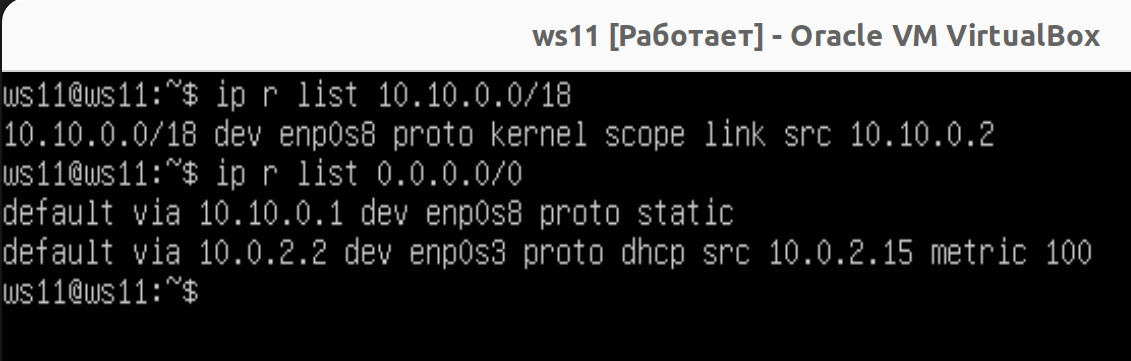 ws11 [Работает] - Oracle VM VirtualBox
ws11@ws11:~$ ip r list 10.10.0.0/18
10.10.0.0/18 dev enp0s8 proto kernel scope link src 10.10.0.2
ws11@ws11:~$ ip r list 0.0.0.0/0
default via 10.10.0.1 dev enp0s8 proto static
default via 10.0.2.2 dev enp0s3 proto dhcp src 10.0.2.15 metric 100
ws11@ws11:~$